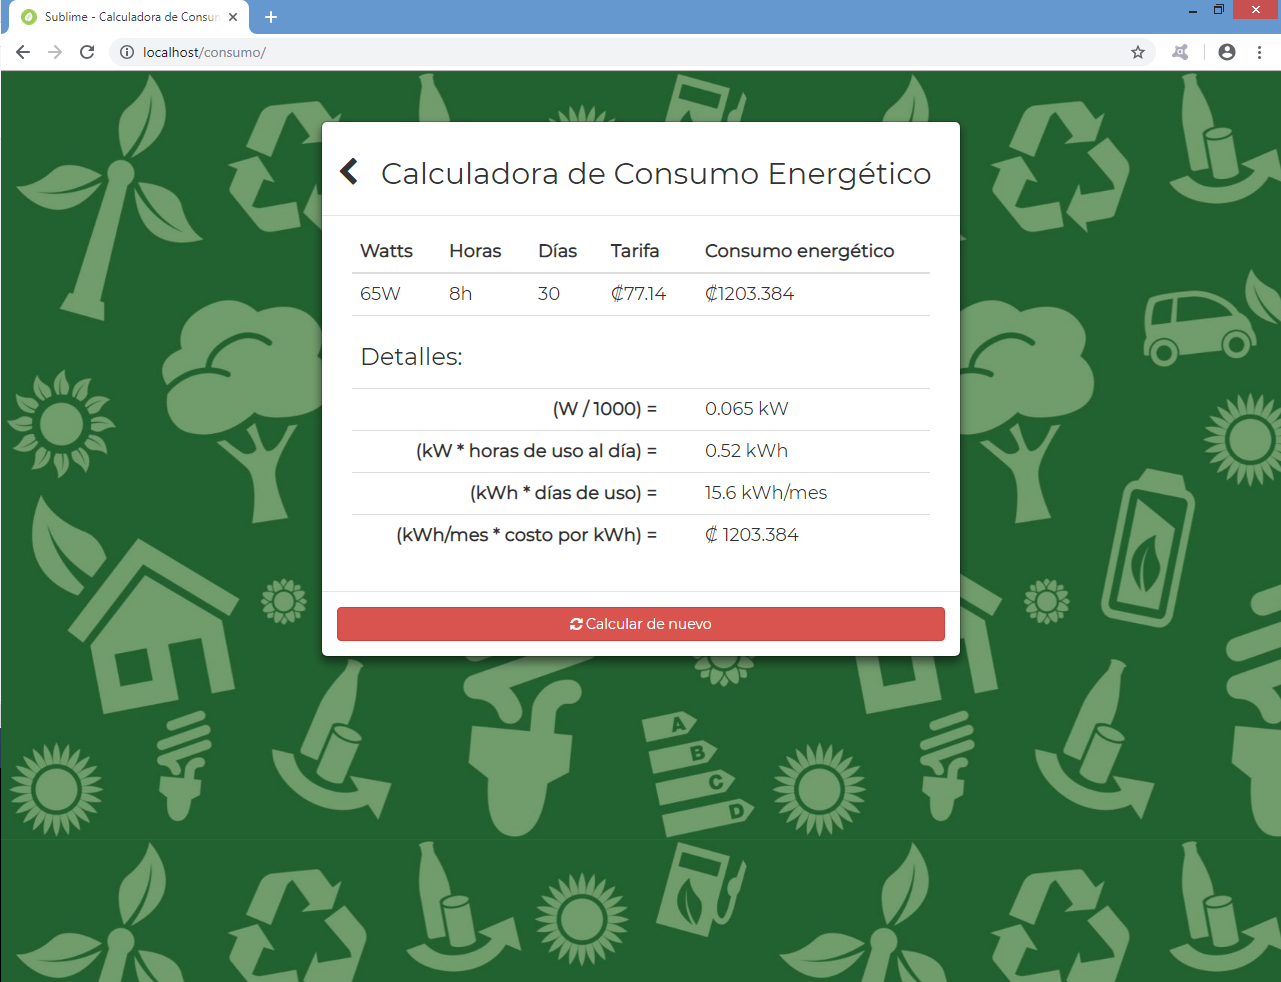 Sublime - Calculadora de Consun
localhost/consumo/
Calculadora de Consumo Energético
Watts Horas Días Tarifa Consumo energético
65W 8h 30 ₡77.14 ₡1203.384
Detalles:
(W / 1000) = 0.065 kW
(kW * horas de uso al día) = 0.52 kWh
(kWh * días de uso) = 15.6 kWh/mes
(kWh/mes * costo por kWh) = ₡ 1203.384
Calcular de nuevo
A
B
C
D